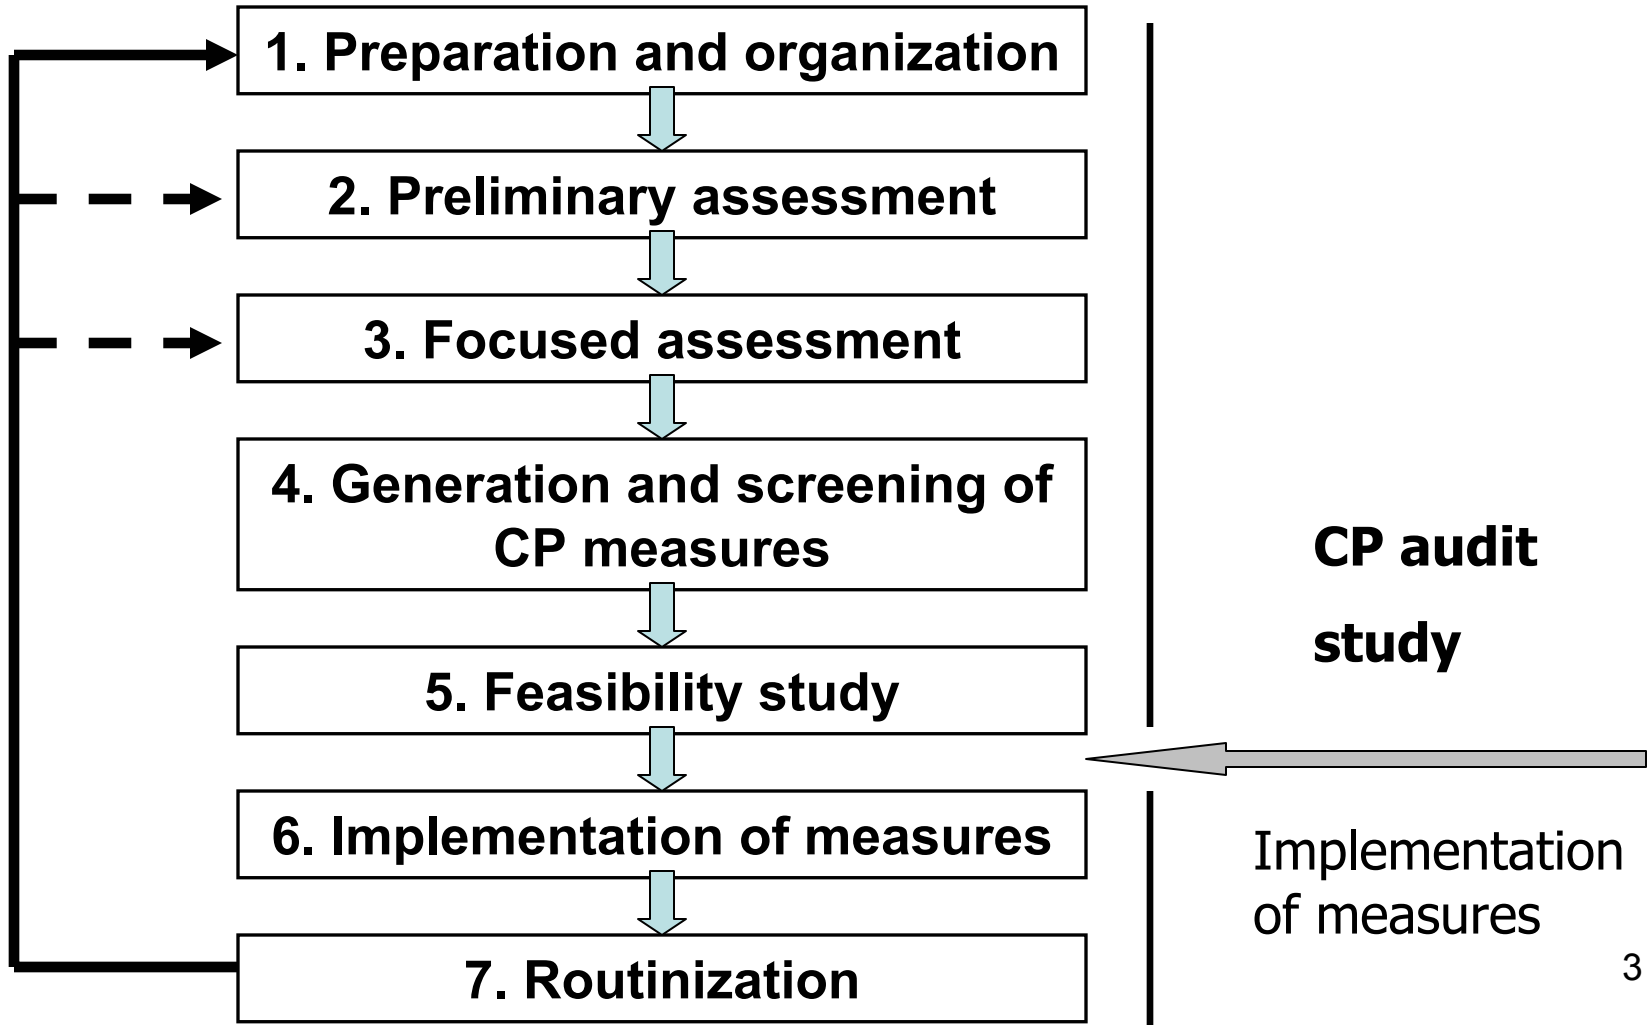 1. Preparation and organization
2. Preliminary assessment
3. Focused assessment
4. Generation and screening of
CP measures
5. Feasibility study
6. Implementation of measures
7. Routinization
CP audit
study
Implementation
of measures
3